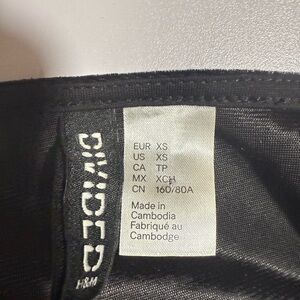 DIVIDED
H&M
EUR XS
US XS
CA TP
MX XCH
CN 160/80A
Made in
Cambodia
Fabriqué au
Cambodge